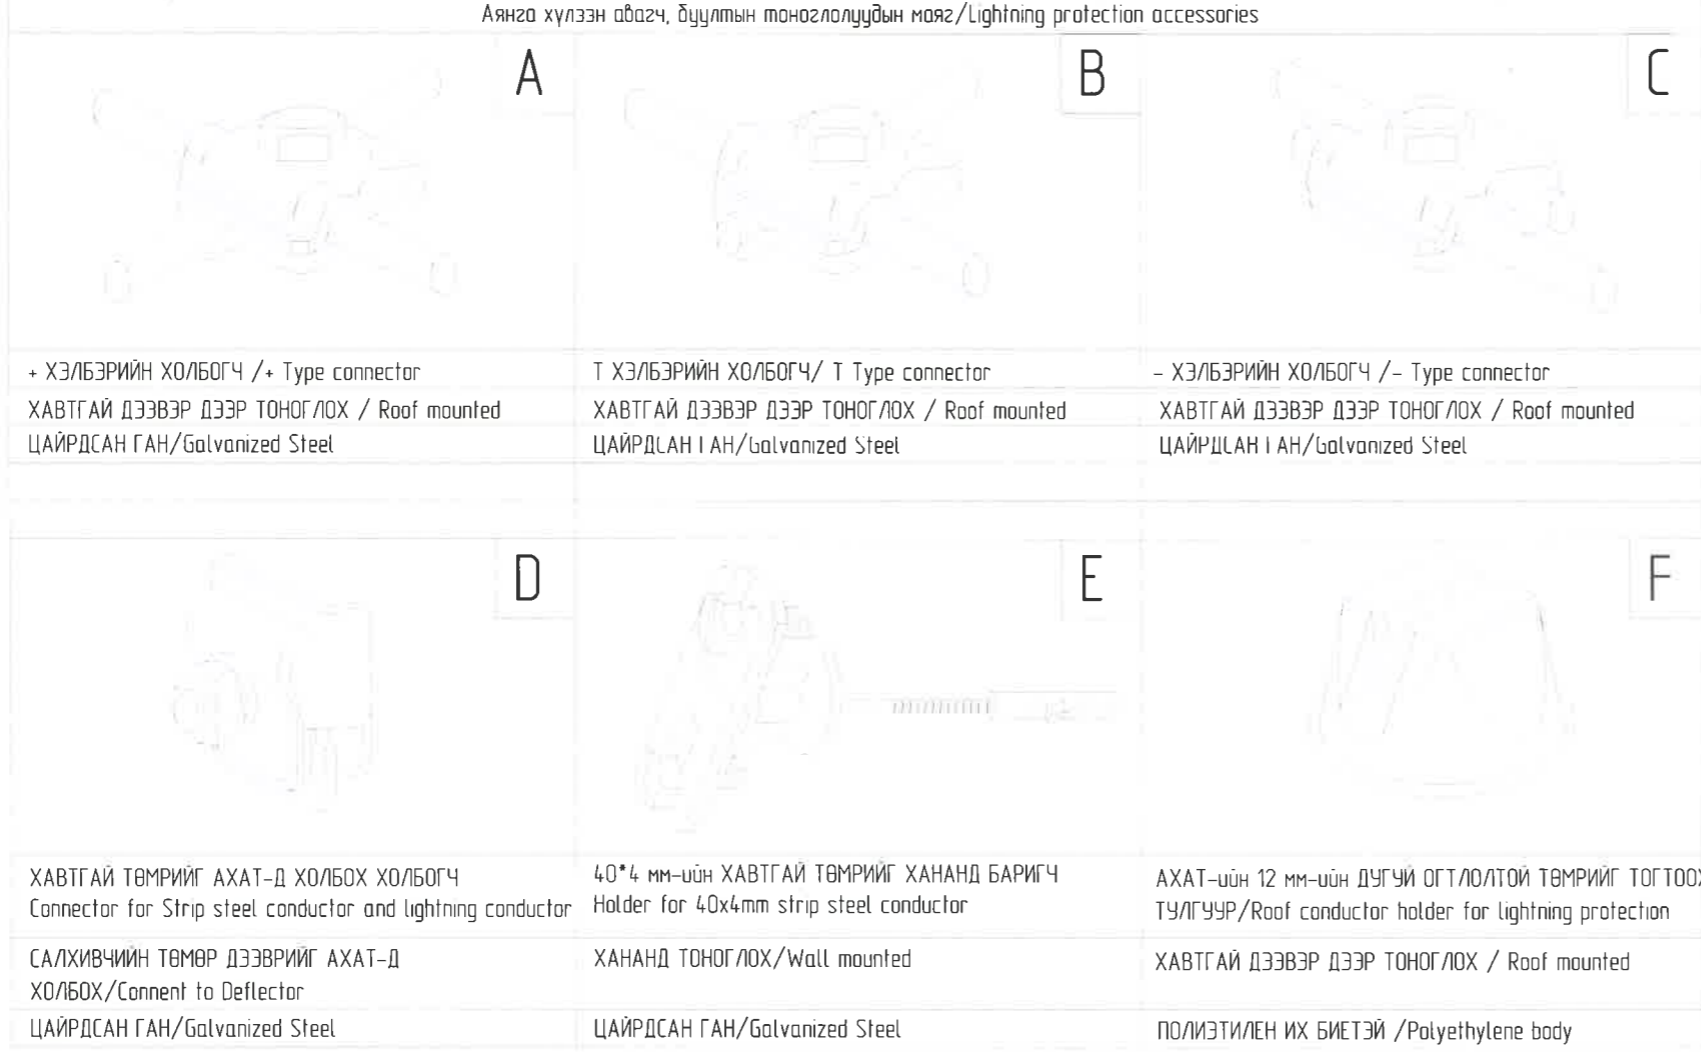 Аянга хүлээн авагч, буултын тоноглолуудын маяг/Lightning protection accessories
A
B
C
+ ХЭЛБЭРИЙН ХОЛБОГЧ /+ Type connector
Т ХЭЛБЭРИЙН ХОЛБОГЧ/ T Type connector
- ХЭЛБЭРИЙН ХОЛБОГЧ /- Type connector
ХАВТГАЙ ДЭЭВЭР ДЭЭР ТОНОГЛОХ / Roof mounted
ХАВТГАЙ ДЭЭВЭР ДЭЭР ТОНОГЛОХ / Roof mounted
ХАВТГАЙ ДЭЭВЭР ДЭЭР ТОНОГЛОХ / Roof mounted
ЦАЙРДСАН ГАН/Galvanized Steel
ЦАЙРДСАН ГАН/Galvanized Steel
ЦАЙРДСАН ГАН/Galvanized Steel
D
E
F
ХАВТГАЙ ТӨМРИЙГ АХАТ-Д ХОЛБОХ ХОЛБОГЧ
Connector for Strip steel conductor and lightning conductor
40*4 мм-ийн ХАВТГАЙ ТӨМРИЙГ ХАНАНД БАРИГЧ
Holder for 40x4mm strip steel conductor
АХАТ-ийн 12 мм-ийн ДУГУЙ ОГТЛОЛТОЙ ТӨМРИЙГ ТОГТООХ
ТУЛГУУР/Roof conductor holder for lightning protection
САЛХИВЧИЙН ТӨМӨР ДЭЭВРИЙГ АХАТ-Д
ХОЛБОХ/Connent to Deflector
ХАНАНД ТОНОГЛОХ/Wall mounted
ХАВТГАЙ ДЭЭВЭР ДЭЭР ТОНОГЛОХ / Roof mounted
ЦАЙРДСАН ГАН/Galvanized Steel
ЦАЙРДСАН ГАН/Galvanized Steel
ПОЛИЭТИЛЕН ИХ БИЕТЭЙ /Polyethylene body